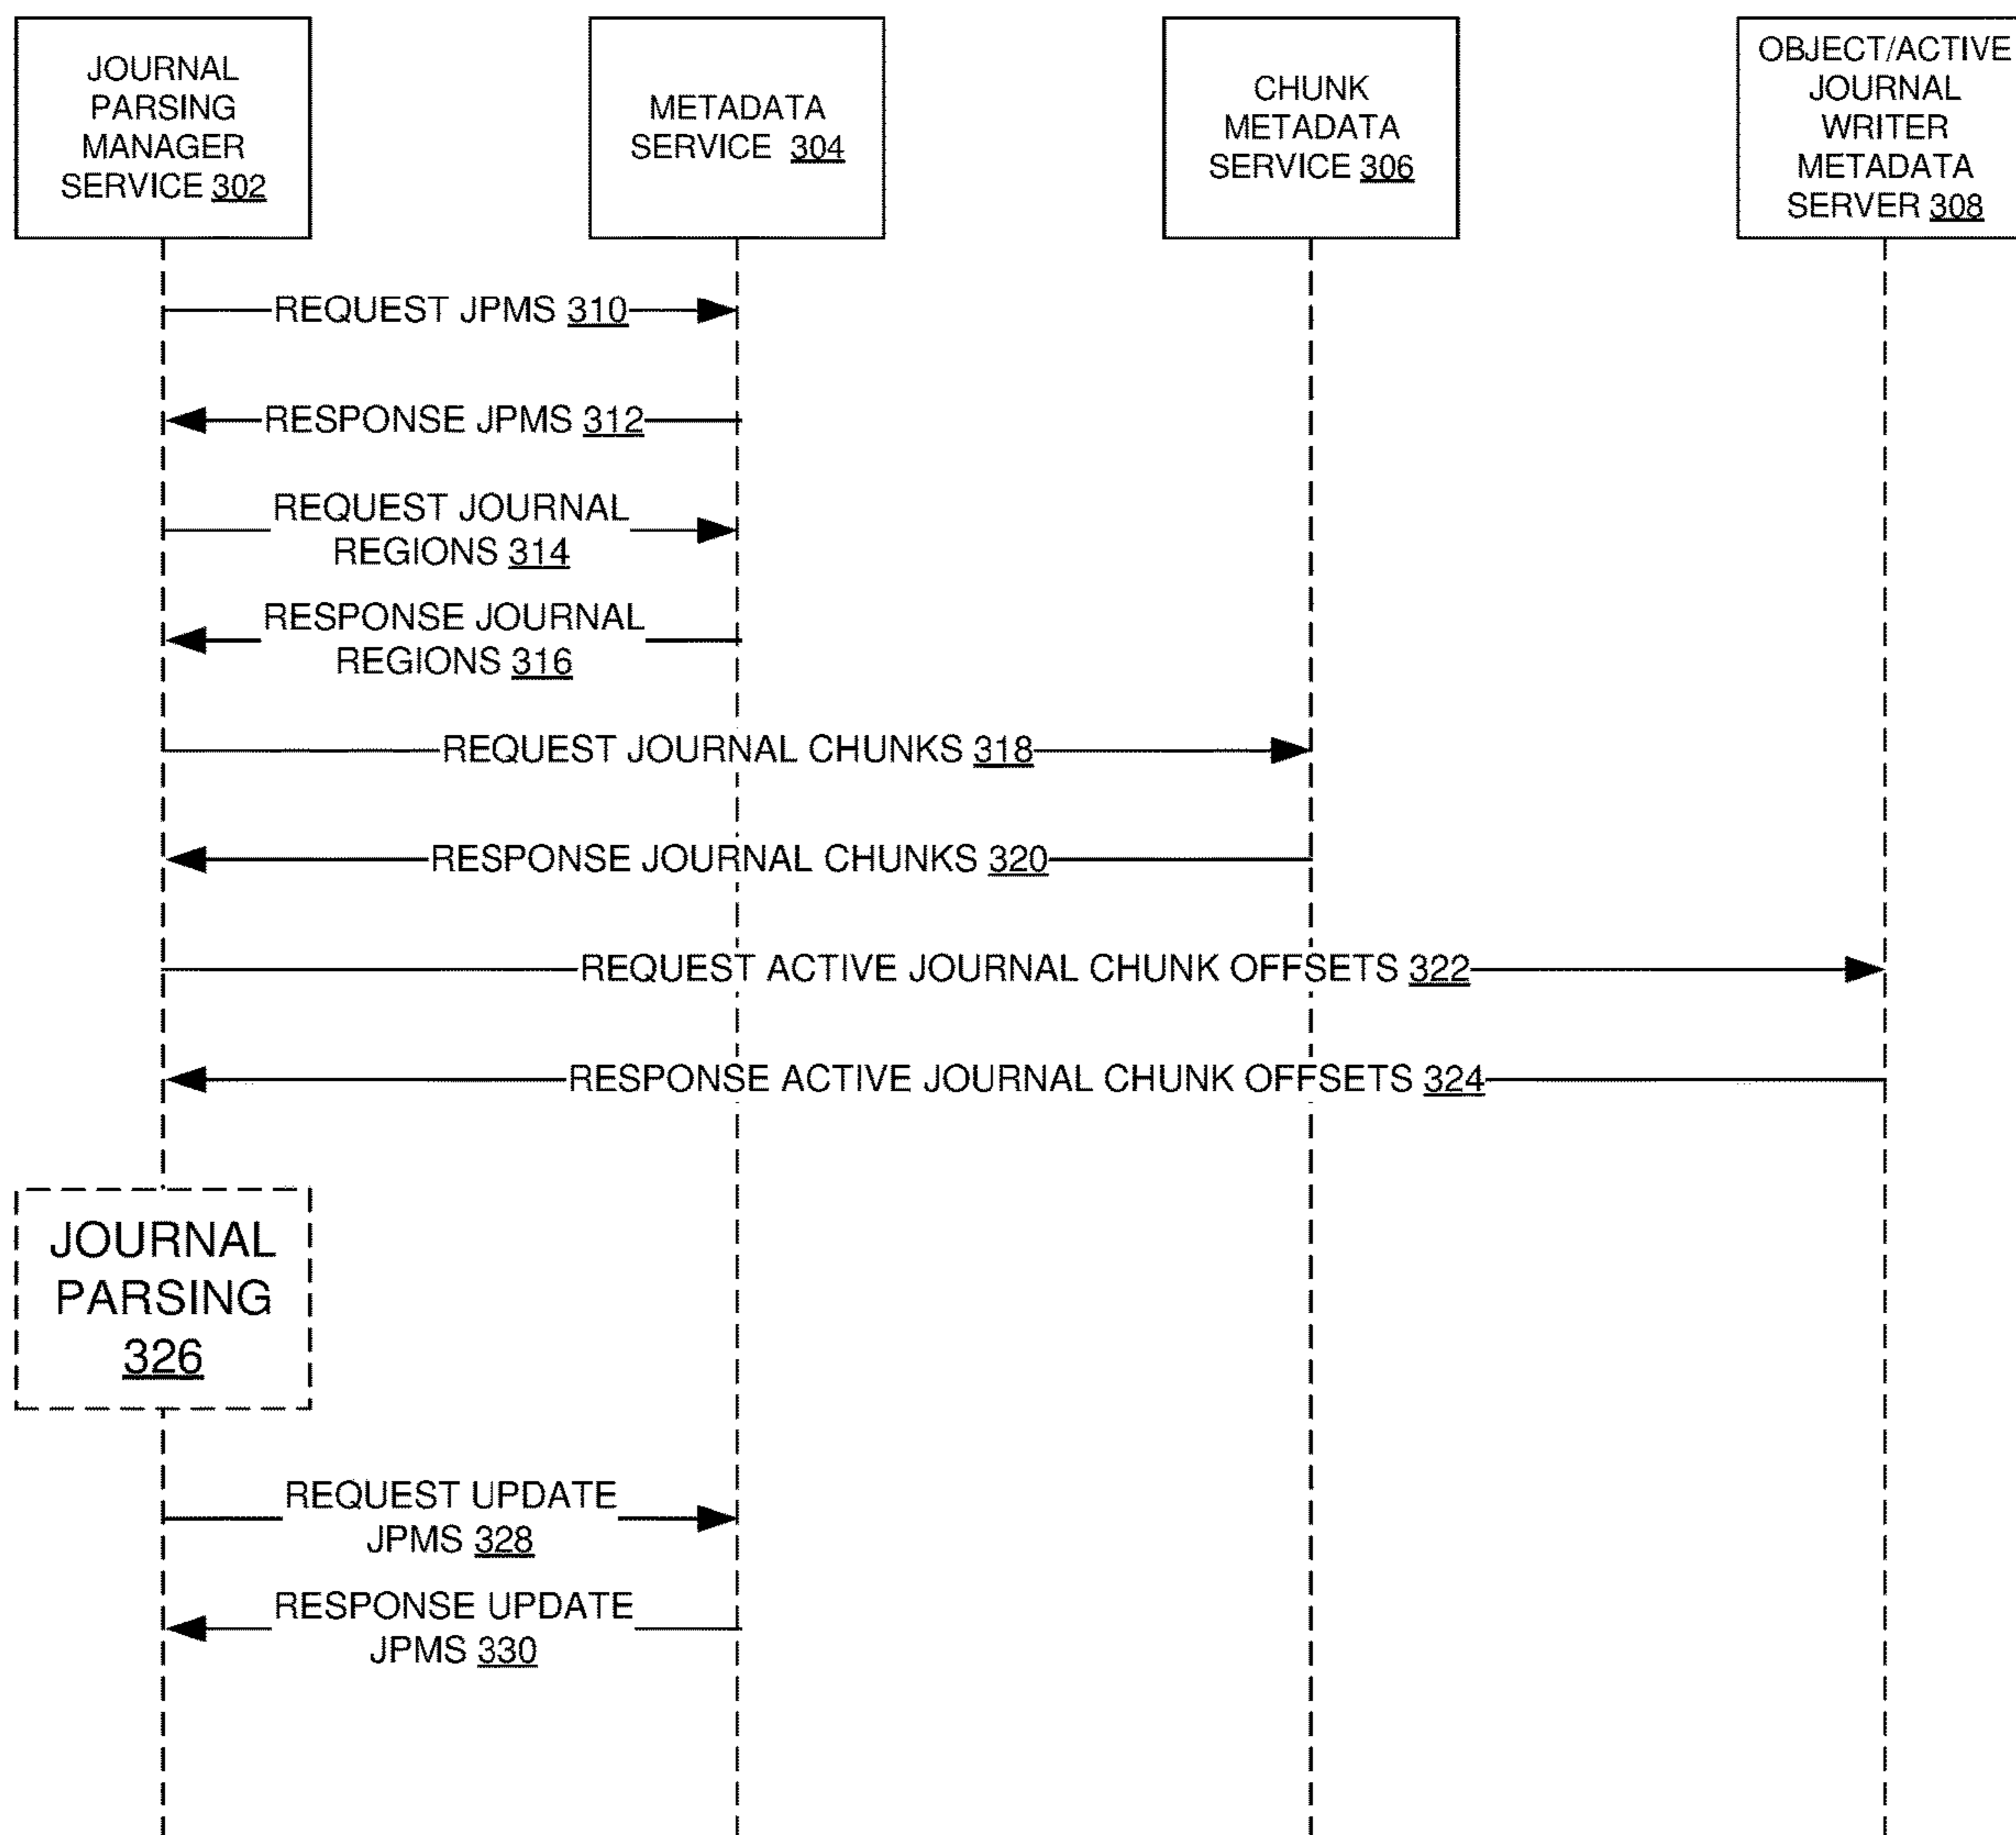 JOURNAL
PARSING
MANAGER
SERVICE 302
METADATA
SERVICE 304
CHUNK
METADATA
SERVICE 306
OBJECT/ACTIVE
JOURNAL
WRITER
METADATA
SERVER 308
REQUEST JPMS 310
RESPONSE JPMS 312
REQUEST JOURNAL
REGIONS 314
RESPONSE JOURNAL
REGIONS 316
REQUEST JOURNAL CHUNKS 318
RESPONSE JOURNAL CHUNKS 320
REQUEST ACTIVE JOURNAL CHUNK OFFSETS 322
RESPONSE ACTIVE JOURNAL CHUNK OFFSETS 324
JOURNAL
PARSING
326
REQUEST UPDATE
JPMS 328
RESPONSE UPDATE
JPMS 330